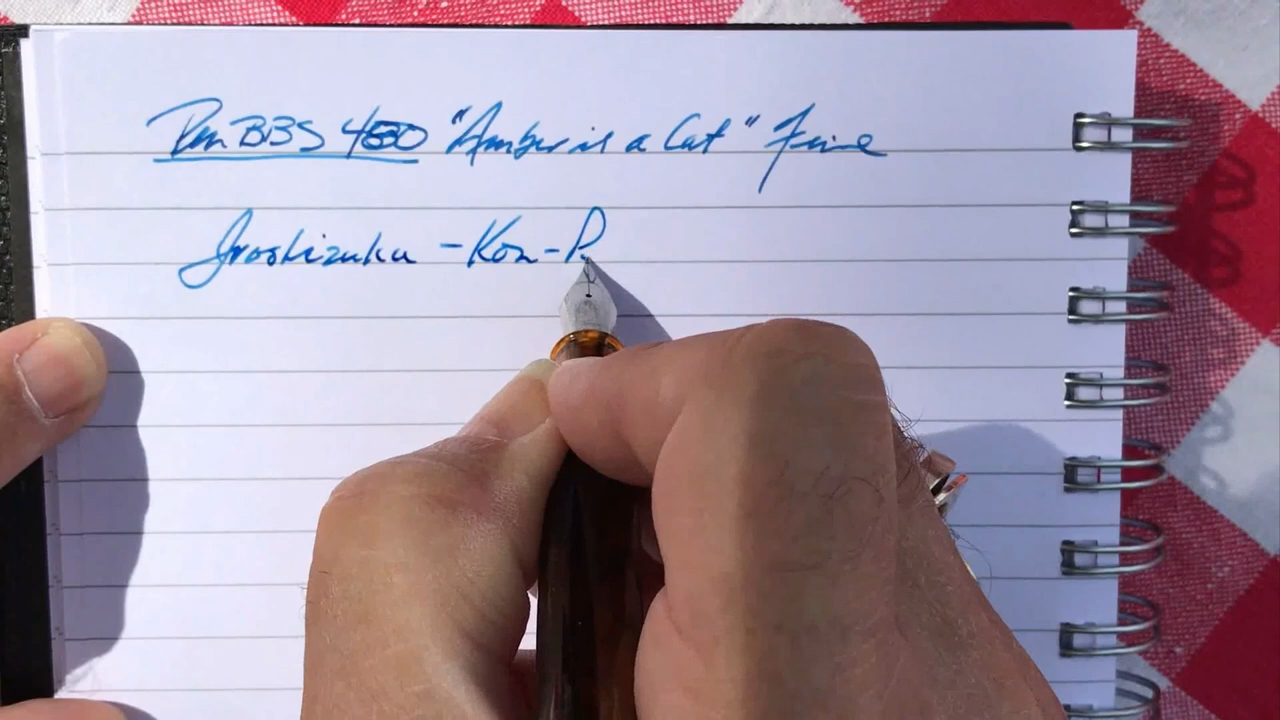 PenBBS 480 "Amber is a Cat" Fine
Iroshizuku - Kon - P